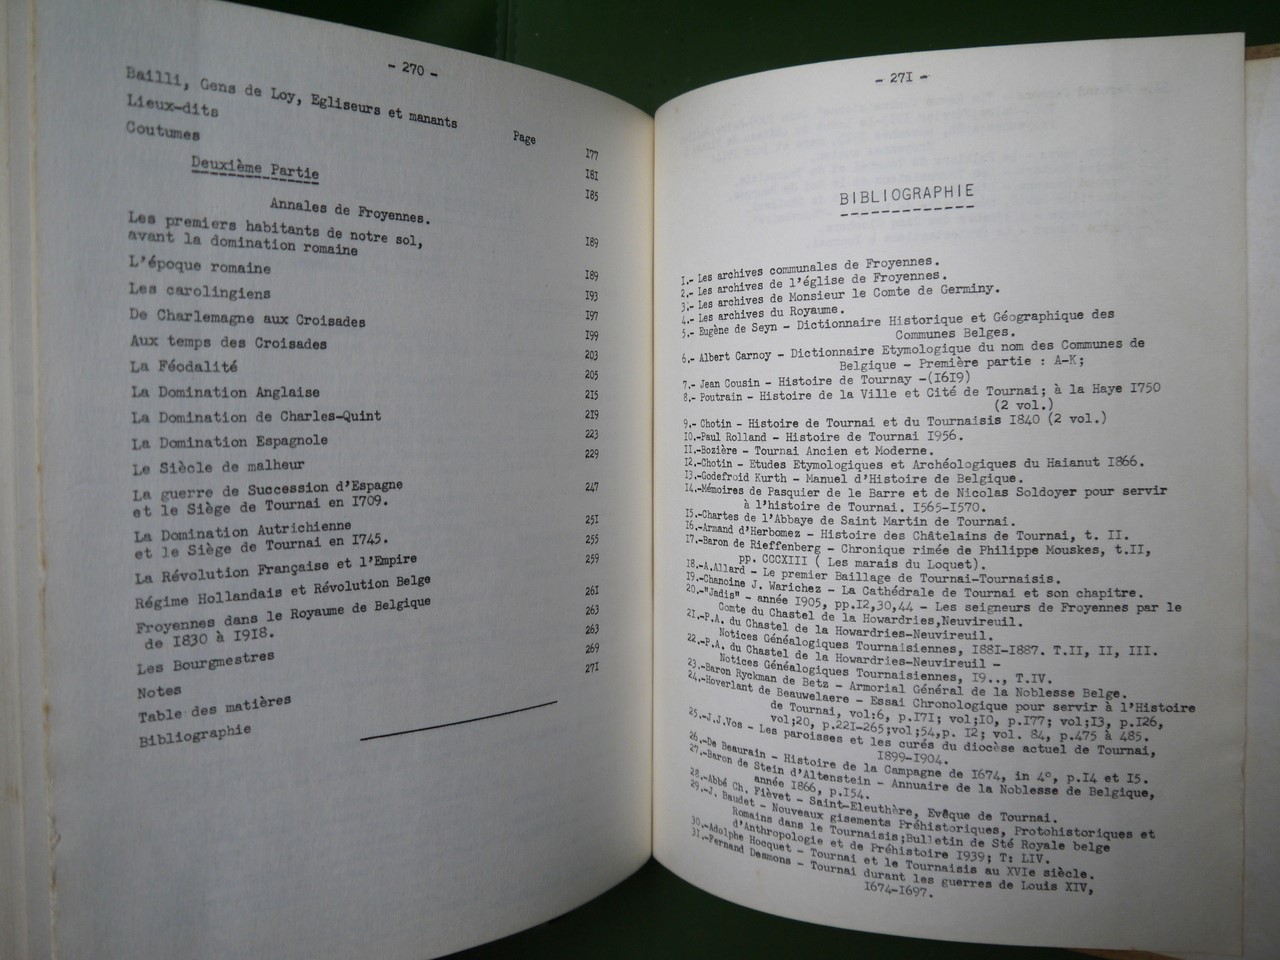 - 270 -
Bailli, Gens de Loy, Egliseurs et manants
Page
Lieux-dits
177
Coutumes
181
Deuxième Partie
185
Annales de Froyennes.
Les premiers habitants de notre sol,
avant la domination romaine
189
L'époque romaine
189
Les carolingiens
193
De Charlemagne aux Croisades
197
Aux temps des Croisades
199
La Féodalité
203
La Domination Anglaise
205
La Domination de Charles-Quint
215
La Domination Espagnole
219
Le Siècle de malheur
223
La guerre de Succession d'Espagne
229
et le Siège de Tournai en 1709.
247
La Domination Autrichienne
et le Siège de Tournai en 1745.
251
La Révolution Française et l'Empire
255
Régime Hollandais et Révolution Belge
259
Froyennes dans le Royaume de Belgique
de 1830 à 1918.
261
Les Bourgmestres
263
Notes
263
Table des matières
269
Bibliographie
271
- 271 -
BIBLIOGRAPHIE
1.- Les archives communales de Froyennes.
2.- Les archives de l'église de Froyennes.
3.- Les archives de Monsieur le Comte de Germiny.
4.- Les archives du Royaume.
5.- Eugène de Seyn - Dictionnaire Historique et Géographique des
Communes Belges.
6.- Albert Carnoy - Dictionnaire Etymologique du nom des Communes de
Belgique - Première partie : A-K;
7.- Jean Cousin - Histoire de Tournay -(1619)
8.- Poutrain - Histoire de la Ville et Cité de Tournai; à la Haye 1750
(2 vol.)
9.- Chotin - Histoire de Tournai et du Tournaisis 1840 (2 vol.)
10.-Paul Rolland - Histoire de Tournai 1956.
11.-Bozière - Tournai Ancien et Moderne.
12.-Chotin - Etudes Etymologiques et Archéologiques du Haianut 1866.
13.-Godefroid Kurth - Manuel d'Histoire de Belgique.
14.-Mémoires de Pasquier de le Barre et de Nicolas Soldoyer pour servir
à l'histoire de Tournai. 1565-1570.
15.-Chartes de l'Abbaye de Saint Martin de Tournai.
16.-Armand d'Herbomez - Histoire des Châtelains de Tournai, t. II.
17.-Baron de Rieffenberg - Chronique rimée de Philippe Mouskes, t.II,
pp. CCCXIII ( Les marais du Loquet).
18.-A.Allard - Le premier Baillage de Tournai-Tournaisis.
19.-Chanoine J. Warichez - La Cathédrale de Tournai et son chapitre.
20.-"Jadis" - année 1905, pp.12,30,44 - Les seigneurs de Froyennes par le
Comte du Chastel de la Howardries,Neuvireuil.
21.-P.A. du Chastel de la Howardries-Neuvireuil.
Notices Généalogiques Tournaisiennes, 1881-1887. T.II, II, III.
22.-P.A. du Chastel de la Howardries-Neuvireuil -
Notices Généalogiques Tournaisiennes, 19.., T.IV.
23.-Baron Ryckman de Betz - Armorial Général de la Noblesse Belge.
24.-Hoverlant de Beauwelaere - Essai Chronologique pour servir à l'Histoire
de Tournai, vol:6, p.171; vol;10, p.177; vol;13, p.126,
vol;20, p.221-265;vol;54,p. 12; vol. 84, p.475 à 485.
25.-J.J.Vos - Les paroisses et les curés du diocèse actuel de Tournai,
1899-1904.
26.-De Beaurain - Histoire de la Campagne de 1674, in 4°, p.14 et 15.
27.-Baron de Stein d'Altenstein - Annuaire de la Noblesse de Belgique,
année 1866, p.154.
28.-Abbé Ch. Fièvet - Saint-Eleuthère, Evêque de Tournai.
29.-J. Baudet - Nouveaux gisements Préhistoriques, Protohistoriques et
Romains dans le Tournaisis;Bulletin de Sté Royale belge
d'Anthropologie et de Préhistoire 1939; T: LIV.
30.-Adolphe Hocquet - Tournai et le Tournaisis au XVIe siècle.
31.-Fernand Desmons - Tournai durant les guerres de Louis XIV,
1674-1697.